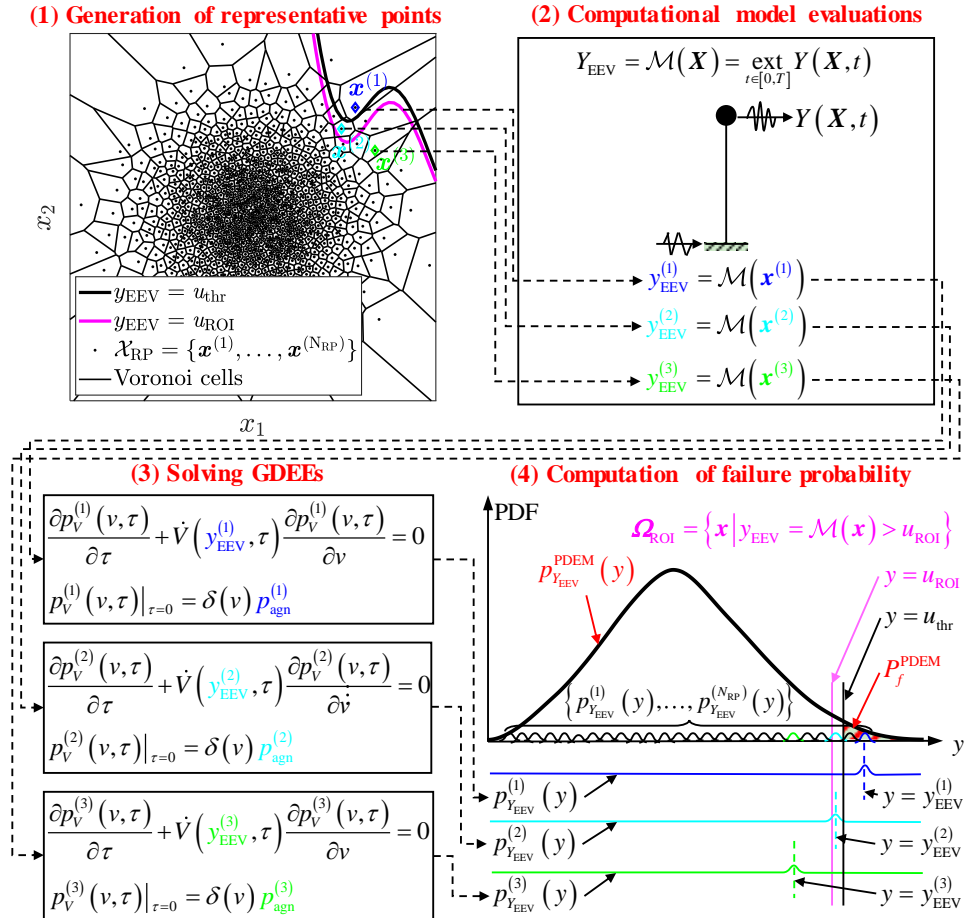 (1) Generation of representative points
x^{(1)}
x^{(2)}
x^{(3)}
x_2
y_EEV = u_thr
y_EEV = u_ROI
𝒳_RP = {x^{(1)}, . . . , x^{(N_RP)}}
Voronoi cells
x_1
(2) Computational model evaluations
Y_EEV = ℳ(X) = ext_{t∈[0,T]} Y(X,t)
Y(X,t)
y_EEV^{(1)} = ℳ(x^{(1)})
y_EEV^{(2)} = ℳ(x^{(2)})
y_EEV^{(3)} = ℳ(x^{(3)})
(3) Solving GDEEs
∂p_V^{(1)}(v,τ)/∂τ + V̇(y_EEV^{(1)},τ) ∂p_V^{(1)}(v,τ)/∂v = 0
p_V^{(1)}(v,τ)|_{τ=0} = δ(v) p_agn^{(1)}
∂p_V^{(2)}(v,τ)/∂τ + V̇(y_EEV^{(2)},τ) ∂p_V^{(2)}(v,τ)/∂v = 0
p_V^{(2)}(v,τ)|_{τ=0} = δ(v) p_agn^{(2)}
∂p_V^{(3)}(v,τ)/∂τ + V̇(y_EEV^{(3)},τ) ∂p_V^{(3)}(v,τ)/∂v = 0
p_V^{(3)}(v,τ)|_{τ=0} = δ(v) p_agn^{(3)}
(4) Computation of failure probability
PDF
Ω_ROI = {x|y_EEV = ℳ(x) > u_ROI}
p_{Y_EEV}^{PDEM}(y)
y = u_ROI
y = u_thr
P_f^{PDEM}
{p_{Y_EEV}^{(1)}(y),…,p_{Y_EEV}^{(N_RP)}(y)}
y
p_{Y_EEV}^{(1)}(y)
y = y_EEV^{(1)}
p_{Y_EEV}^{(2)}(y)
y = y_EEV^{(2)}
p_{Y_EEV}^{(3)}(y)
y = y_EEV^{(3)}